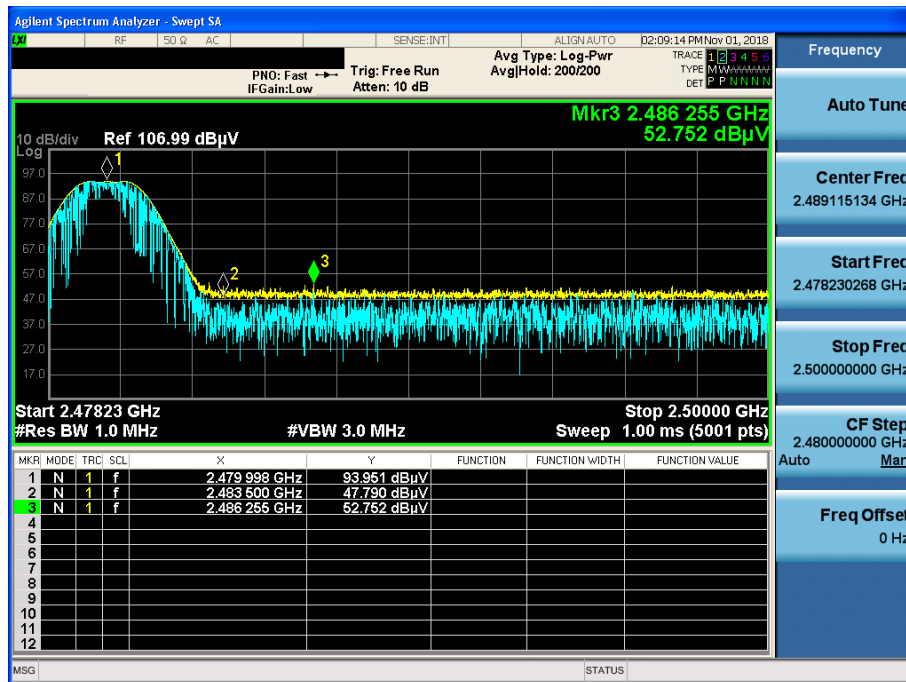 Agilent Spectrum Analyzer - Swept SA
LXI RF 50 Ω AC SENSE:INT ALIGN AUTO 02:09:14 PM Nov 01, 2018
Frequency
PNO: Fast
IFGain:Low
Trig: Free Run
Atten: 10 dB
Avg Type: Log-Pwr
Avg|Hold: 200/200
TRACE 1 2 3 4 5 6
TYPE M W
DET P P N N N N
Auto Tune
Mkr3 2.486 255 GHz
52.752 dBµV
10 dB/div Ref 106.99 dBµV
Log
97.0
87.0
77.0
67.0
57.0
47.0
37.0
27.0
17.0
1
2
3
Center Freq
2.489115134 GHz
Start Freq
2.478230268 GHz
Stop Freq
2.500000000 GHz
Start 2.47823 GHz Stop 2.50000 GHz
#Res BW 1.0 MHz #VBW 3.0 MHz Sweep 1.00 ms (5001 pts)
CF Step
2.480000000 GHz
Auto Man
MKR MODE TRC SCL X Y FUNCTION FUNCTION WIDTH FUNCTION VALUE
1 N 1 f 2.479 998 GHz 93.951 dBµV
2 N 1 f 2.483 500 GHz 47.790 dBµV
3 N 1 f 2.486 255 GHz 52.752 dBµV
4
5
6
7
8
9
10
11
12
Freq Offset
0 Hz
MSG STATUS